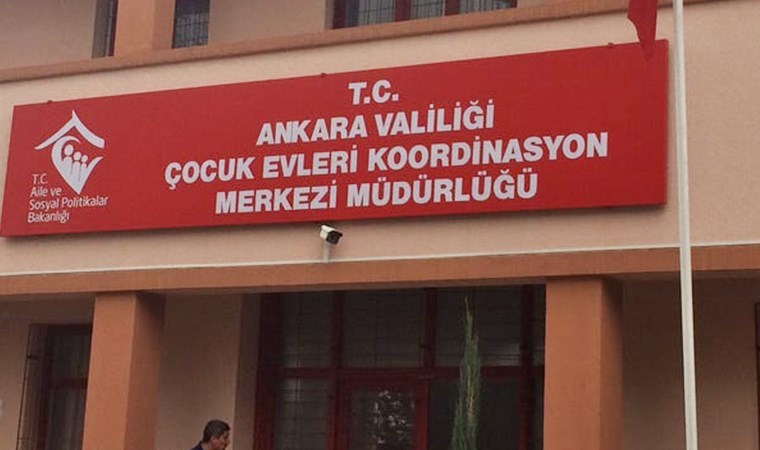 T.C.
ANKARA VALİLİĞİ
ÇOCUK EVLERİ KOORDİNASYON
MERKEZİ MÜDÜRLÜĞÜ
T.C.
Aile ve
Sosyal Politikalar
Bakanlığı